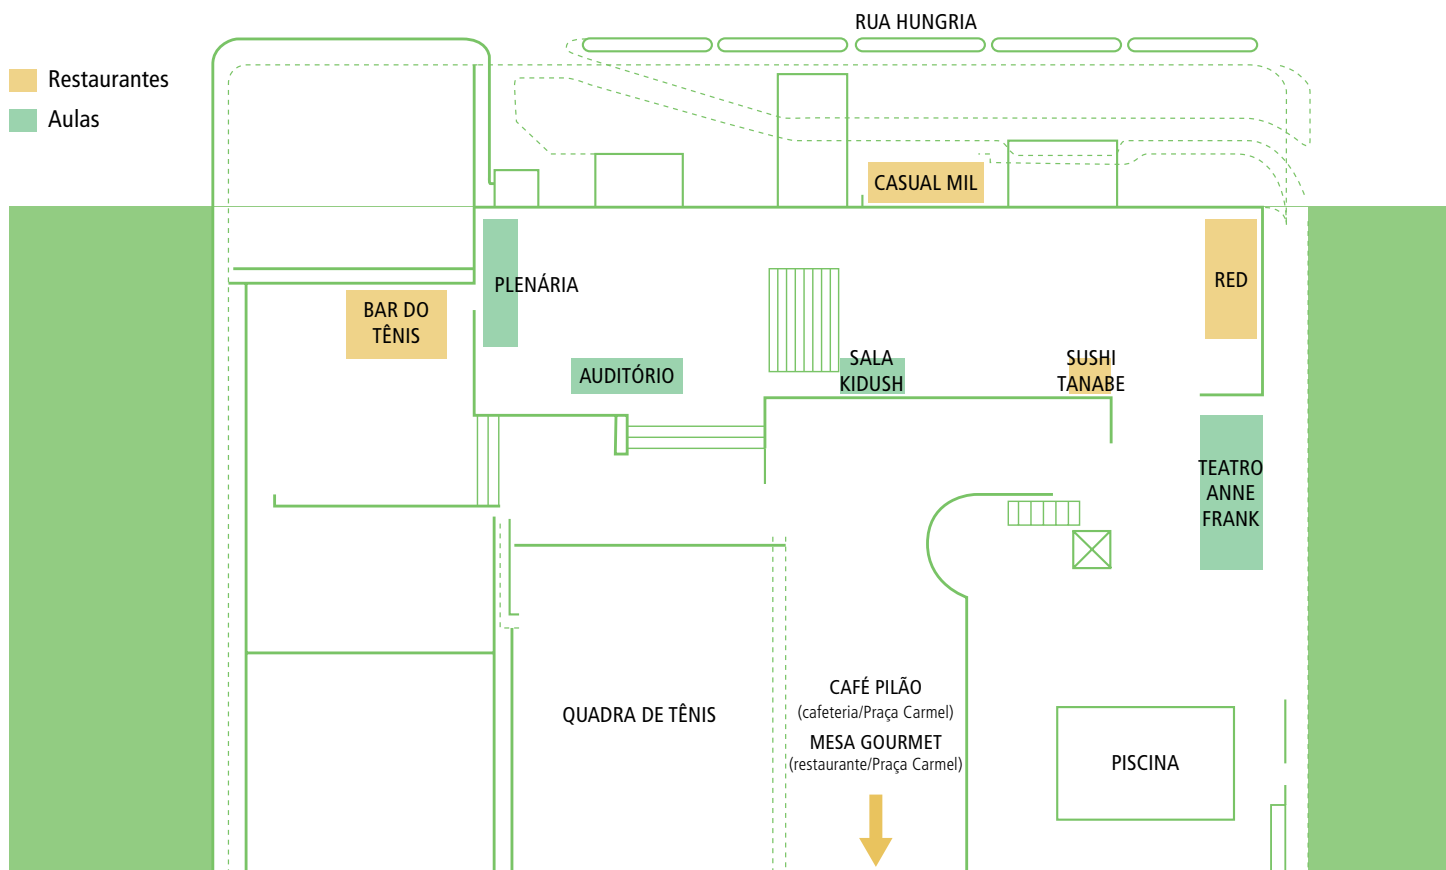 RUA HUNGRIA
Restaurantes
Aulas
CASUAL MIL
PLENÁRIA
RED
BAR DO
TÊNIS
AUDITÓRIO
SALA
KIDUSH
SUSHI
TANABE
TEATRO
ANNE
FRANK
CAFÉ PILÃO
(cafeteria/Praça Carmel)
QUADRA DE TÊNIS
MESA GOURMET
(restaurante/Praça Carmel)
PISCINA